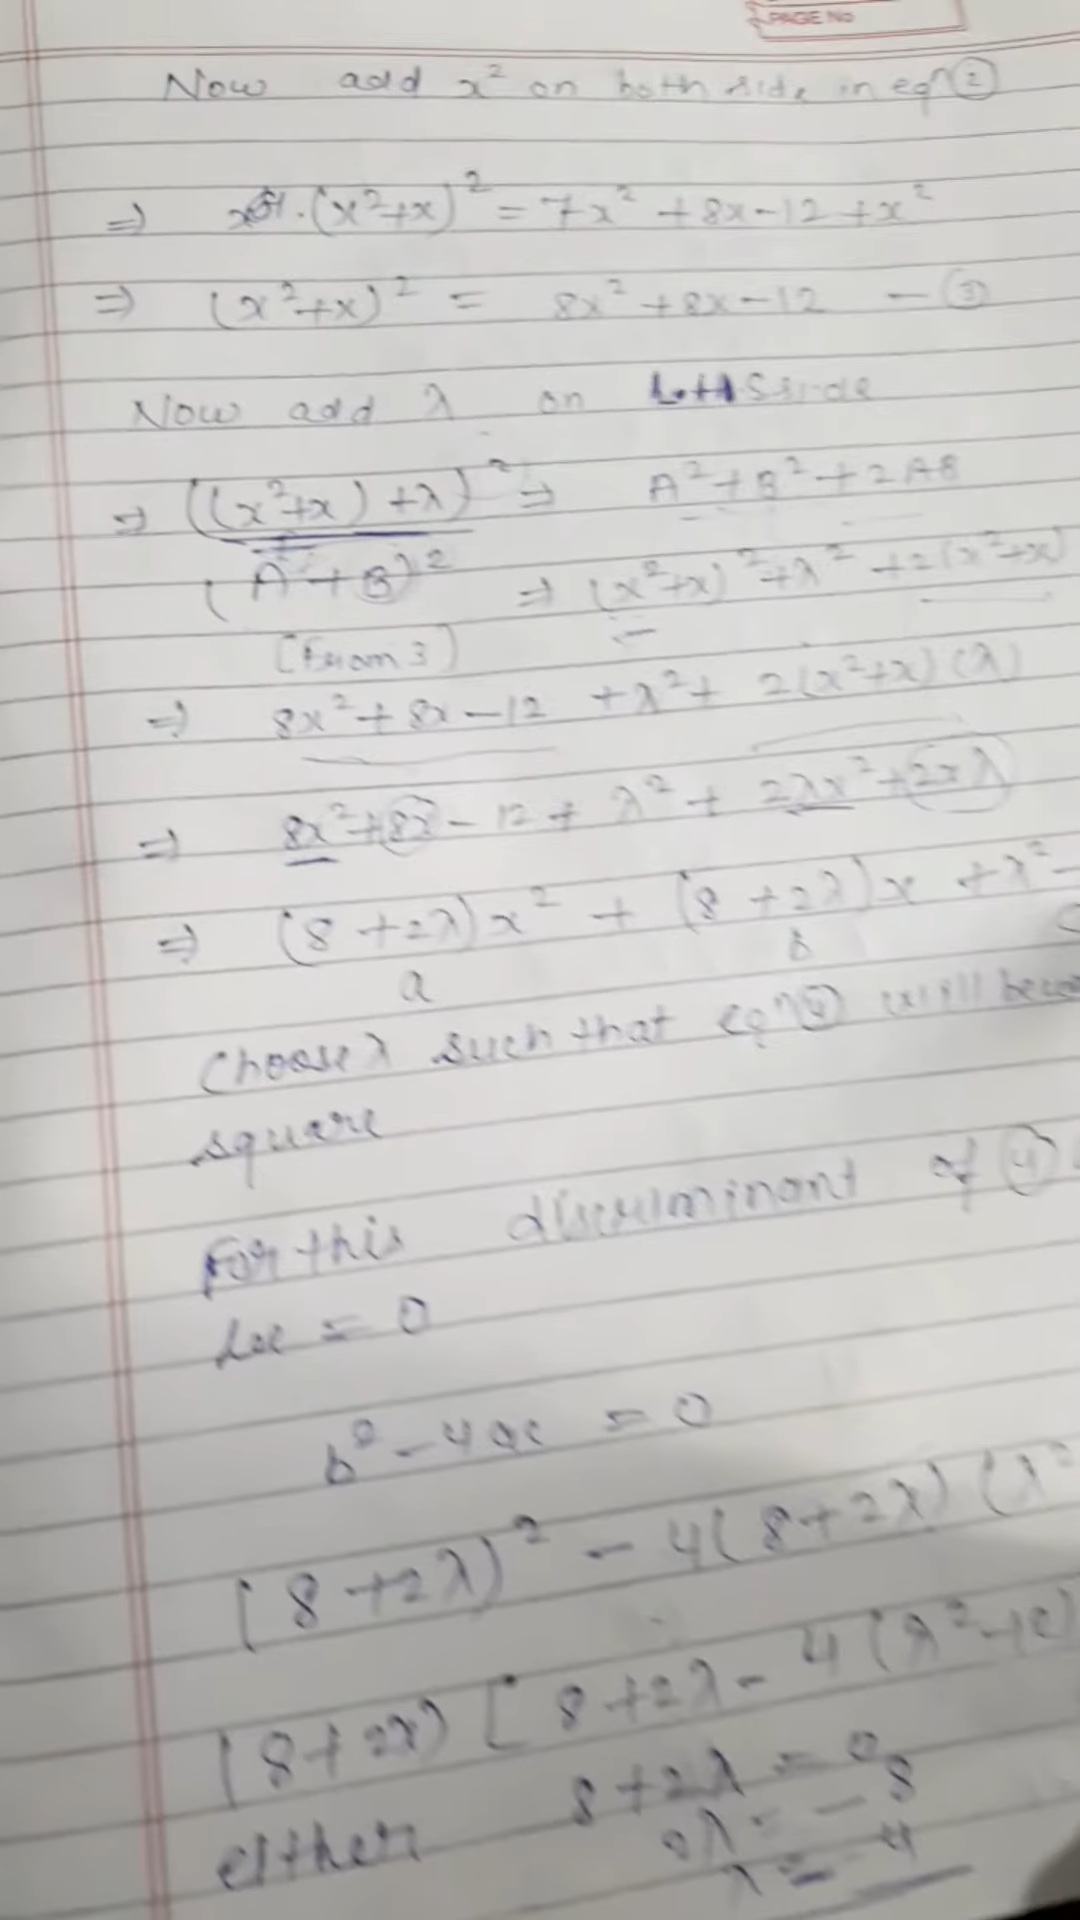 PAGE No
Now add x² on both side in eqⁿ ②
⇒ (x²+x)² = 7x² + 8x - 12 + x²
⇒ (x²+x)² = 8x² + 8x - 12 - ③
Now add λ on both side
⇒ ((x²+x) + λ)² ⇒ A² + B² + 2AB
(A + B)² ⇒ (x²+x)² + λ² + 2(x²+x)
[From 3)
⇒ 8x² + 8x - 12 + λ² + 2(x²+x) (λ)
⇒ 8x² + 8x - 12 + λ² + 2λx² + 2xλ
⇒ (8 + 2λ)x² + (8 + 2λ)x + λ² -
a b c
Choose λ such that eqⁿ ④ will becom
square
For this discriminant of ④
= 0
b² - 4ac = 0
(8 + 2λ)² - 4(8 + 2λ) (λ²
(8 + 2λ) [8 + 2λ - 4(λ² - 12)
either 8 + 2λ = 0
2λ = - 8
λ = - 4